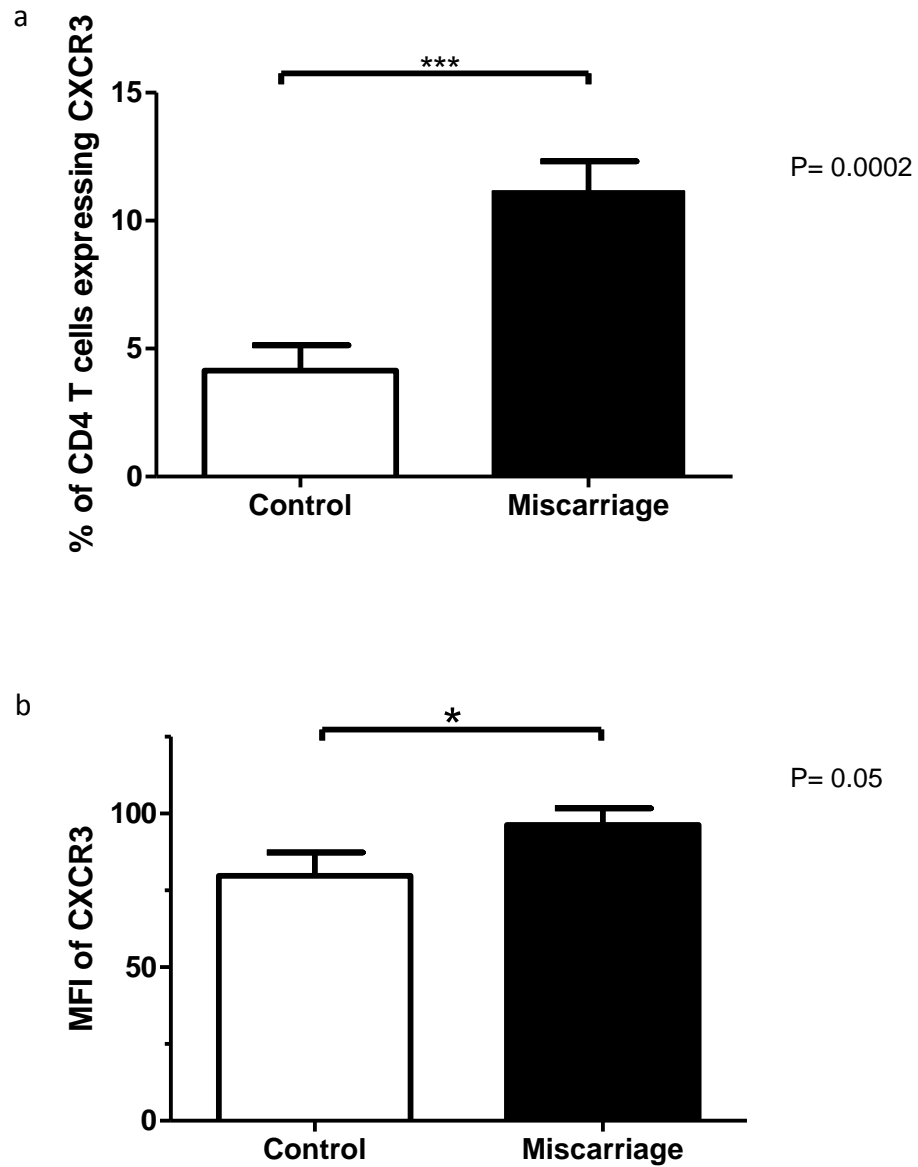 a
***
% of CD4 T cells expressing CXCR3
15
10
5
0
Control
Miscarriage
P= 0.0002
b
*
MFI of CXCR3
100
50
0
Control
Miscarriage
P= 0.05